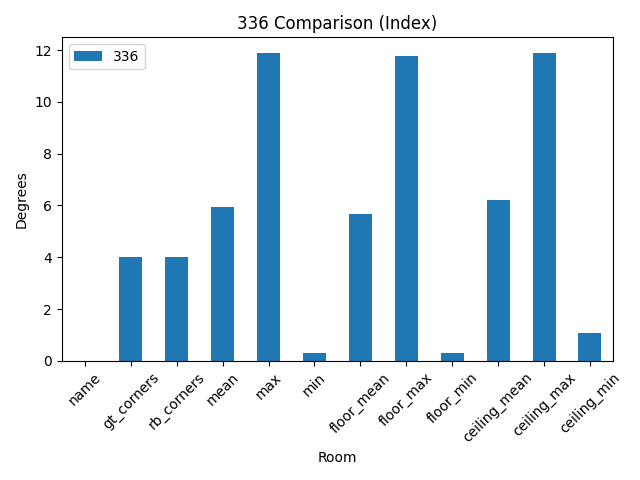 336 Comparison (Index)
336
12
10
8
6
4
2
0
Degrees
name
gt_corners
rb_corners
mean
max
min
floor_mean
floor_max
floor_min
ceiling_mean
ceiling_max
ceiling_min
Room